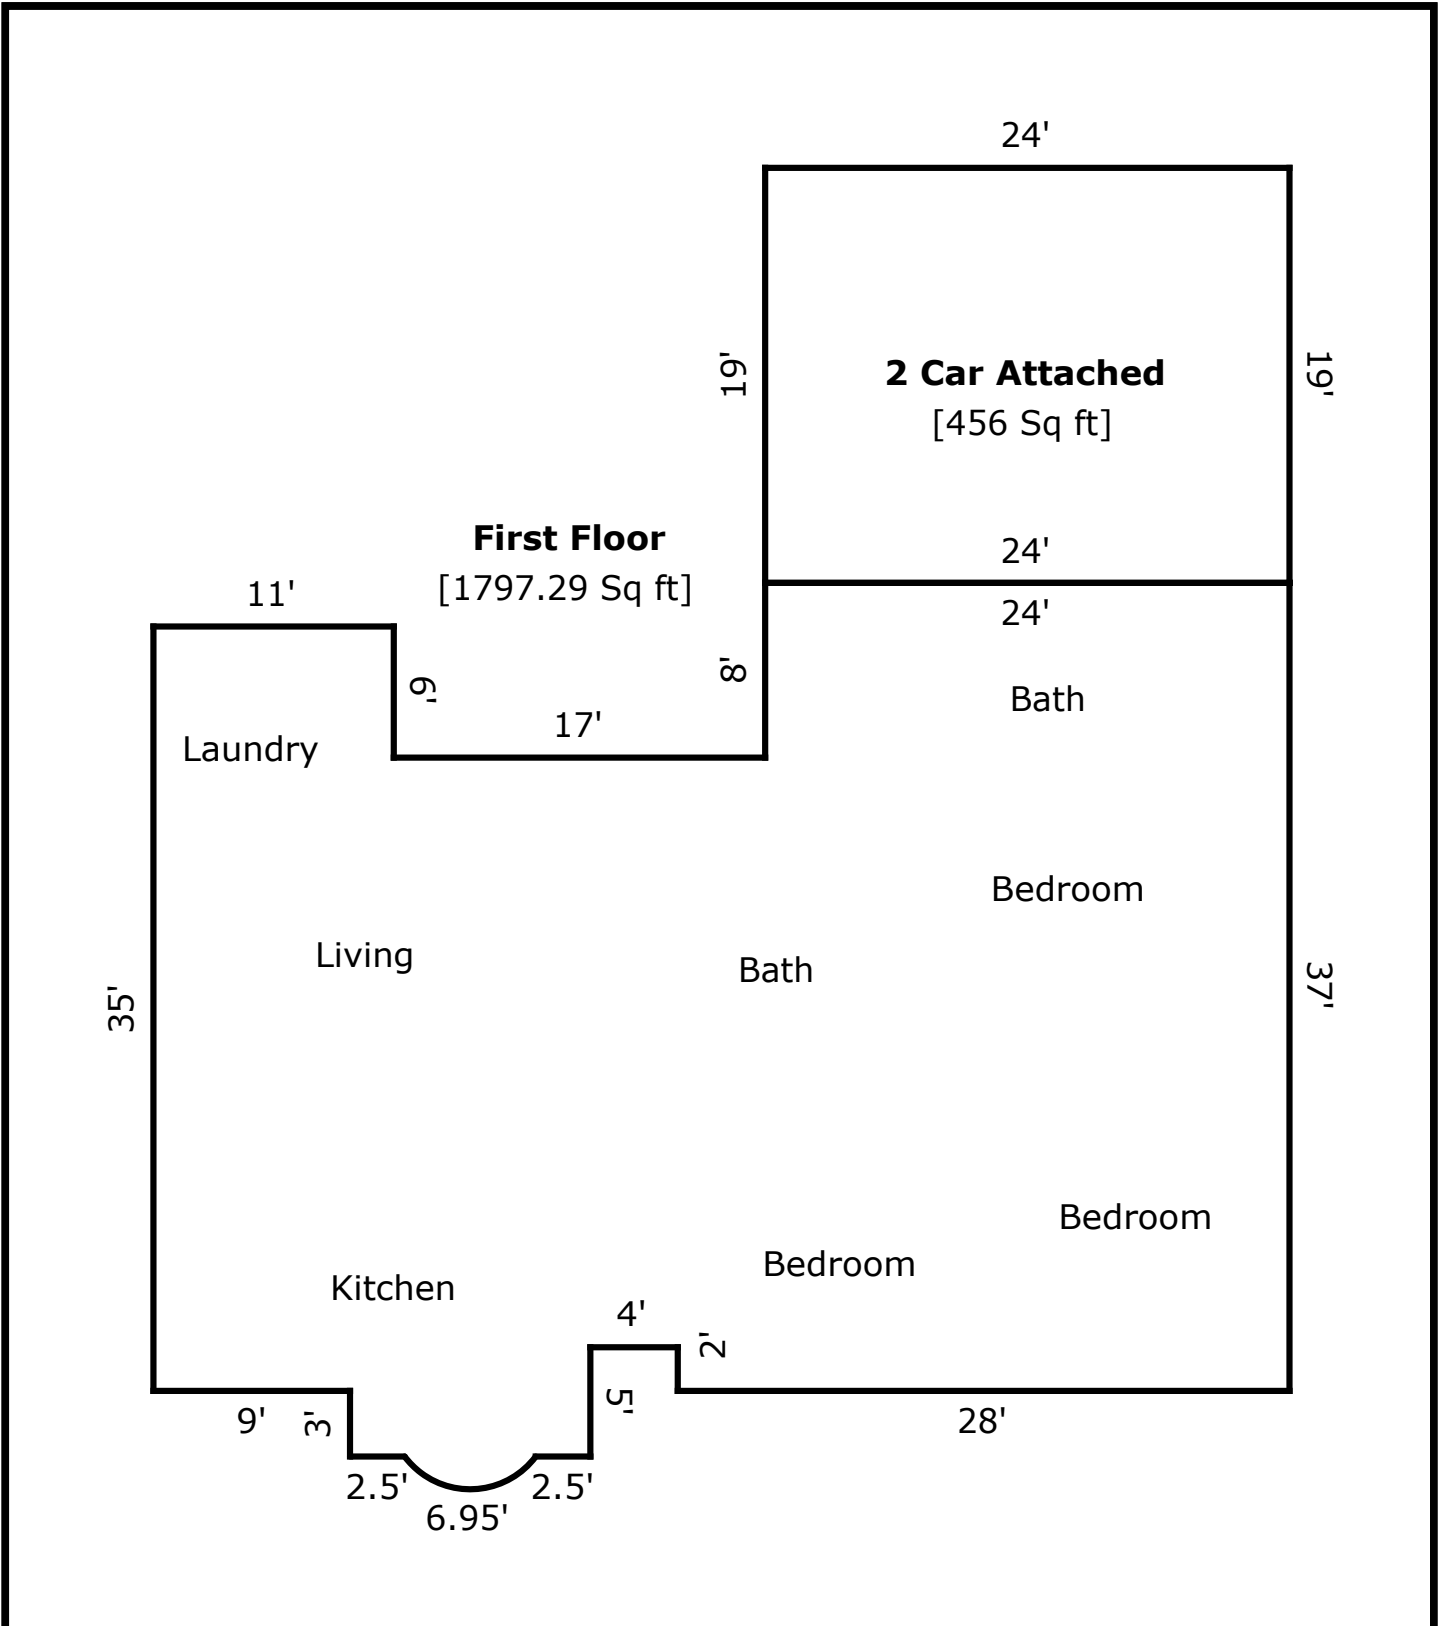 24'
19'
2 Car Attached
19'
[456 Sq ft]
First Floor
24'
[1797.29 Sq ft]
11'
24'
8'
6'
Bath
17'
Laundry
Bedroom
Living
Bath
37'
35'
Bedroom
Bedroom
Kitchen
4'
2'
5'
9'
3'
28'
2.5'
2.5'
6.95'